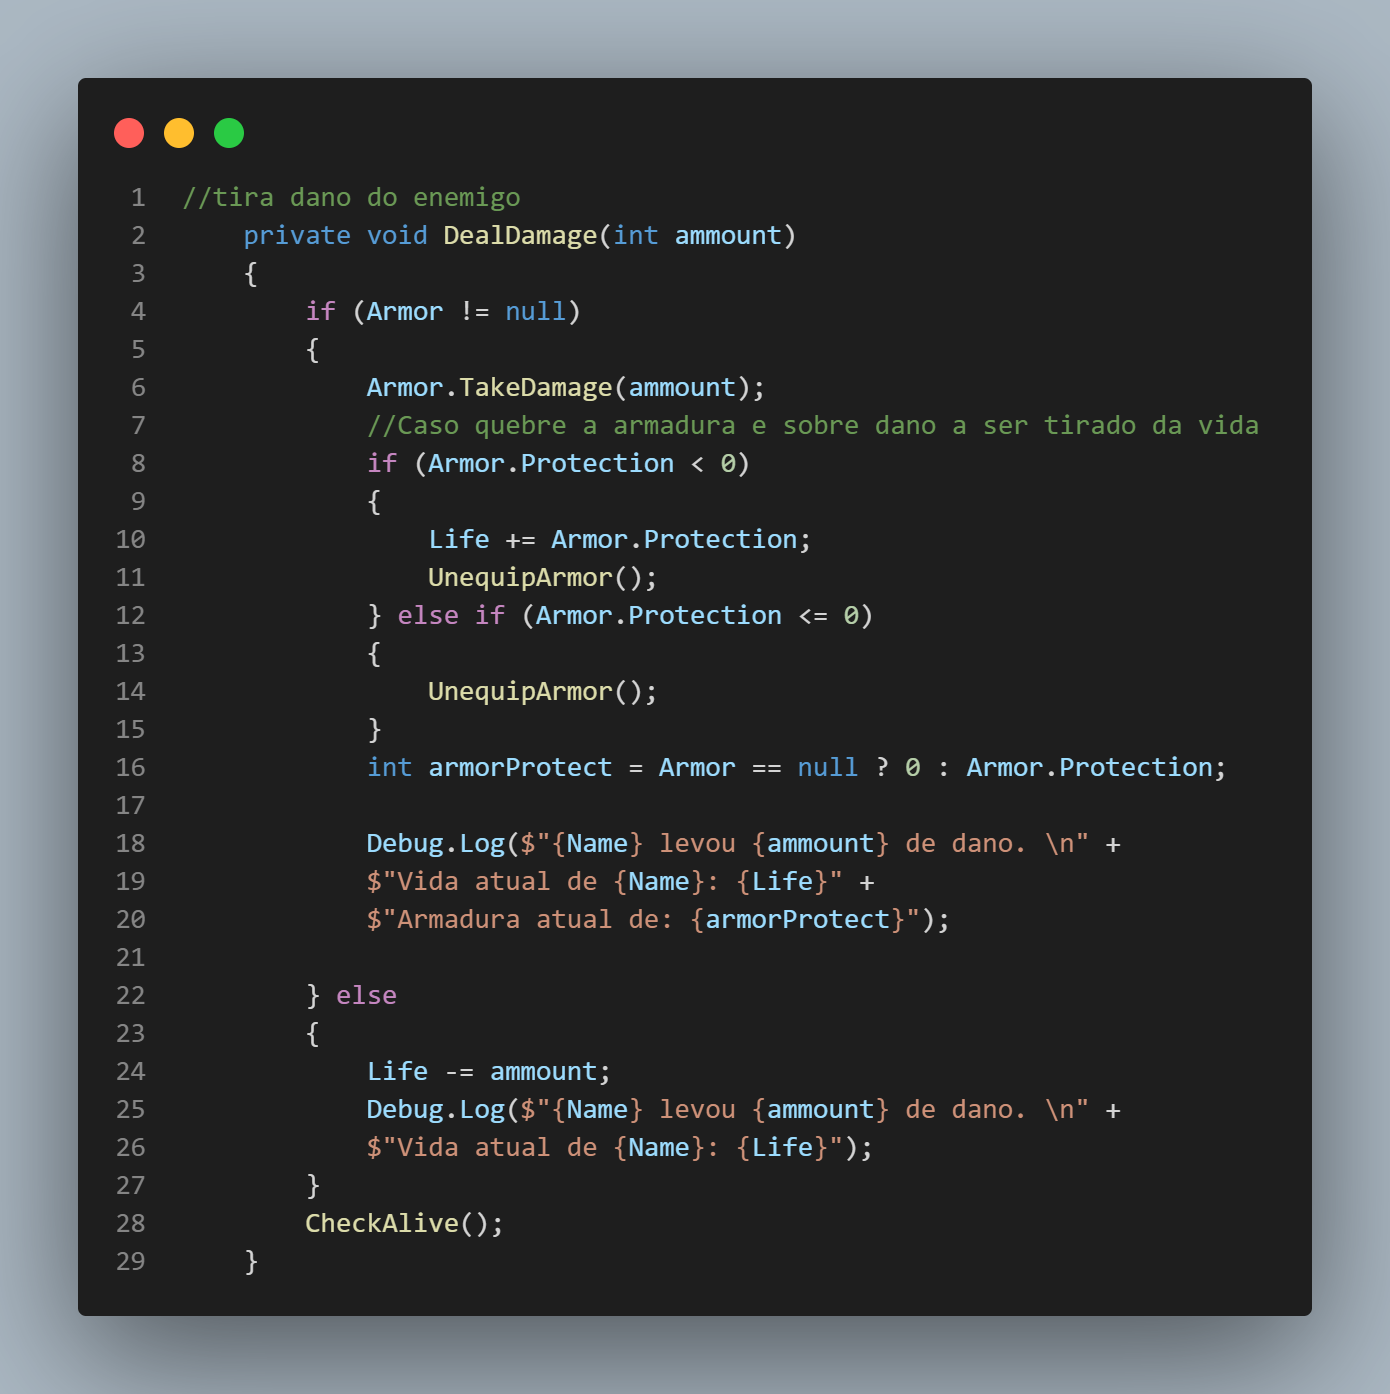 1 //tira dano do enemigo
2     private void DealDamage(int ammount)
3     {
4         if (Armor != null)
5         {
6             Armor.TakeDamage(ammount);
7             //Caso quebre a armadura e sobre dano a ser tirado da vida
8             if (Armor.Protection < 0)
9             {
10                 Life += Armor.Protection;
11                 UnequipArmor();
12             } else if (Armor.Protection <= 0)
13             {
14                 UnequipArmor();
15             }
16             int armorProtect = Armor == null ? 0 : Armor.Protection;
17
18             Debug.Log($"{Name} levou {ammount} de dano. \n" +
19             $"Vida atual de {Name}: {Life}" +
20             $"Armadura atual de: {armorProtect}");
21
22         } else
23         {
24             Life -= ammount;
25             Debug.Log($"{Name} levou {ammount} de dano. \n" +
26             $"Vida atual de {Name}: {Life}");
27         }
28         CheckAlive();
29     }